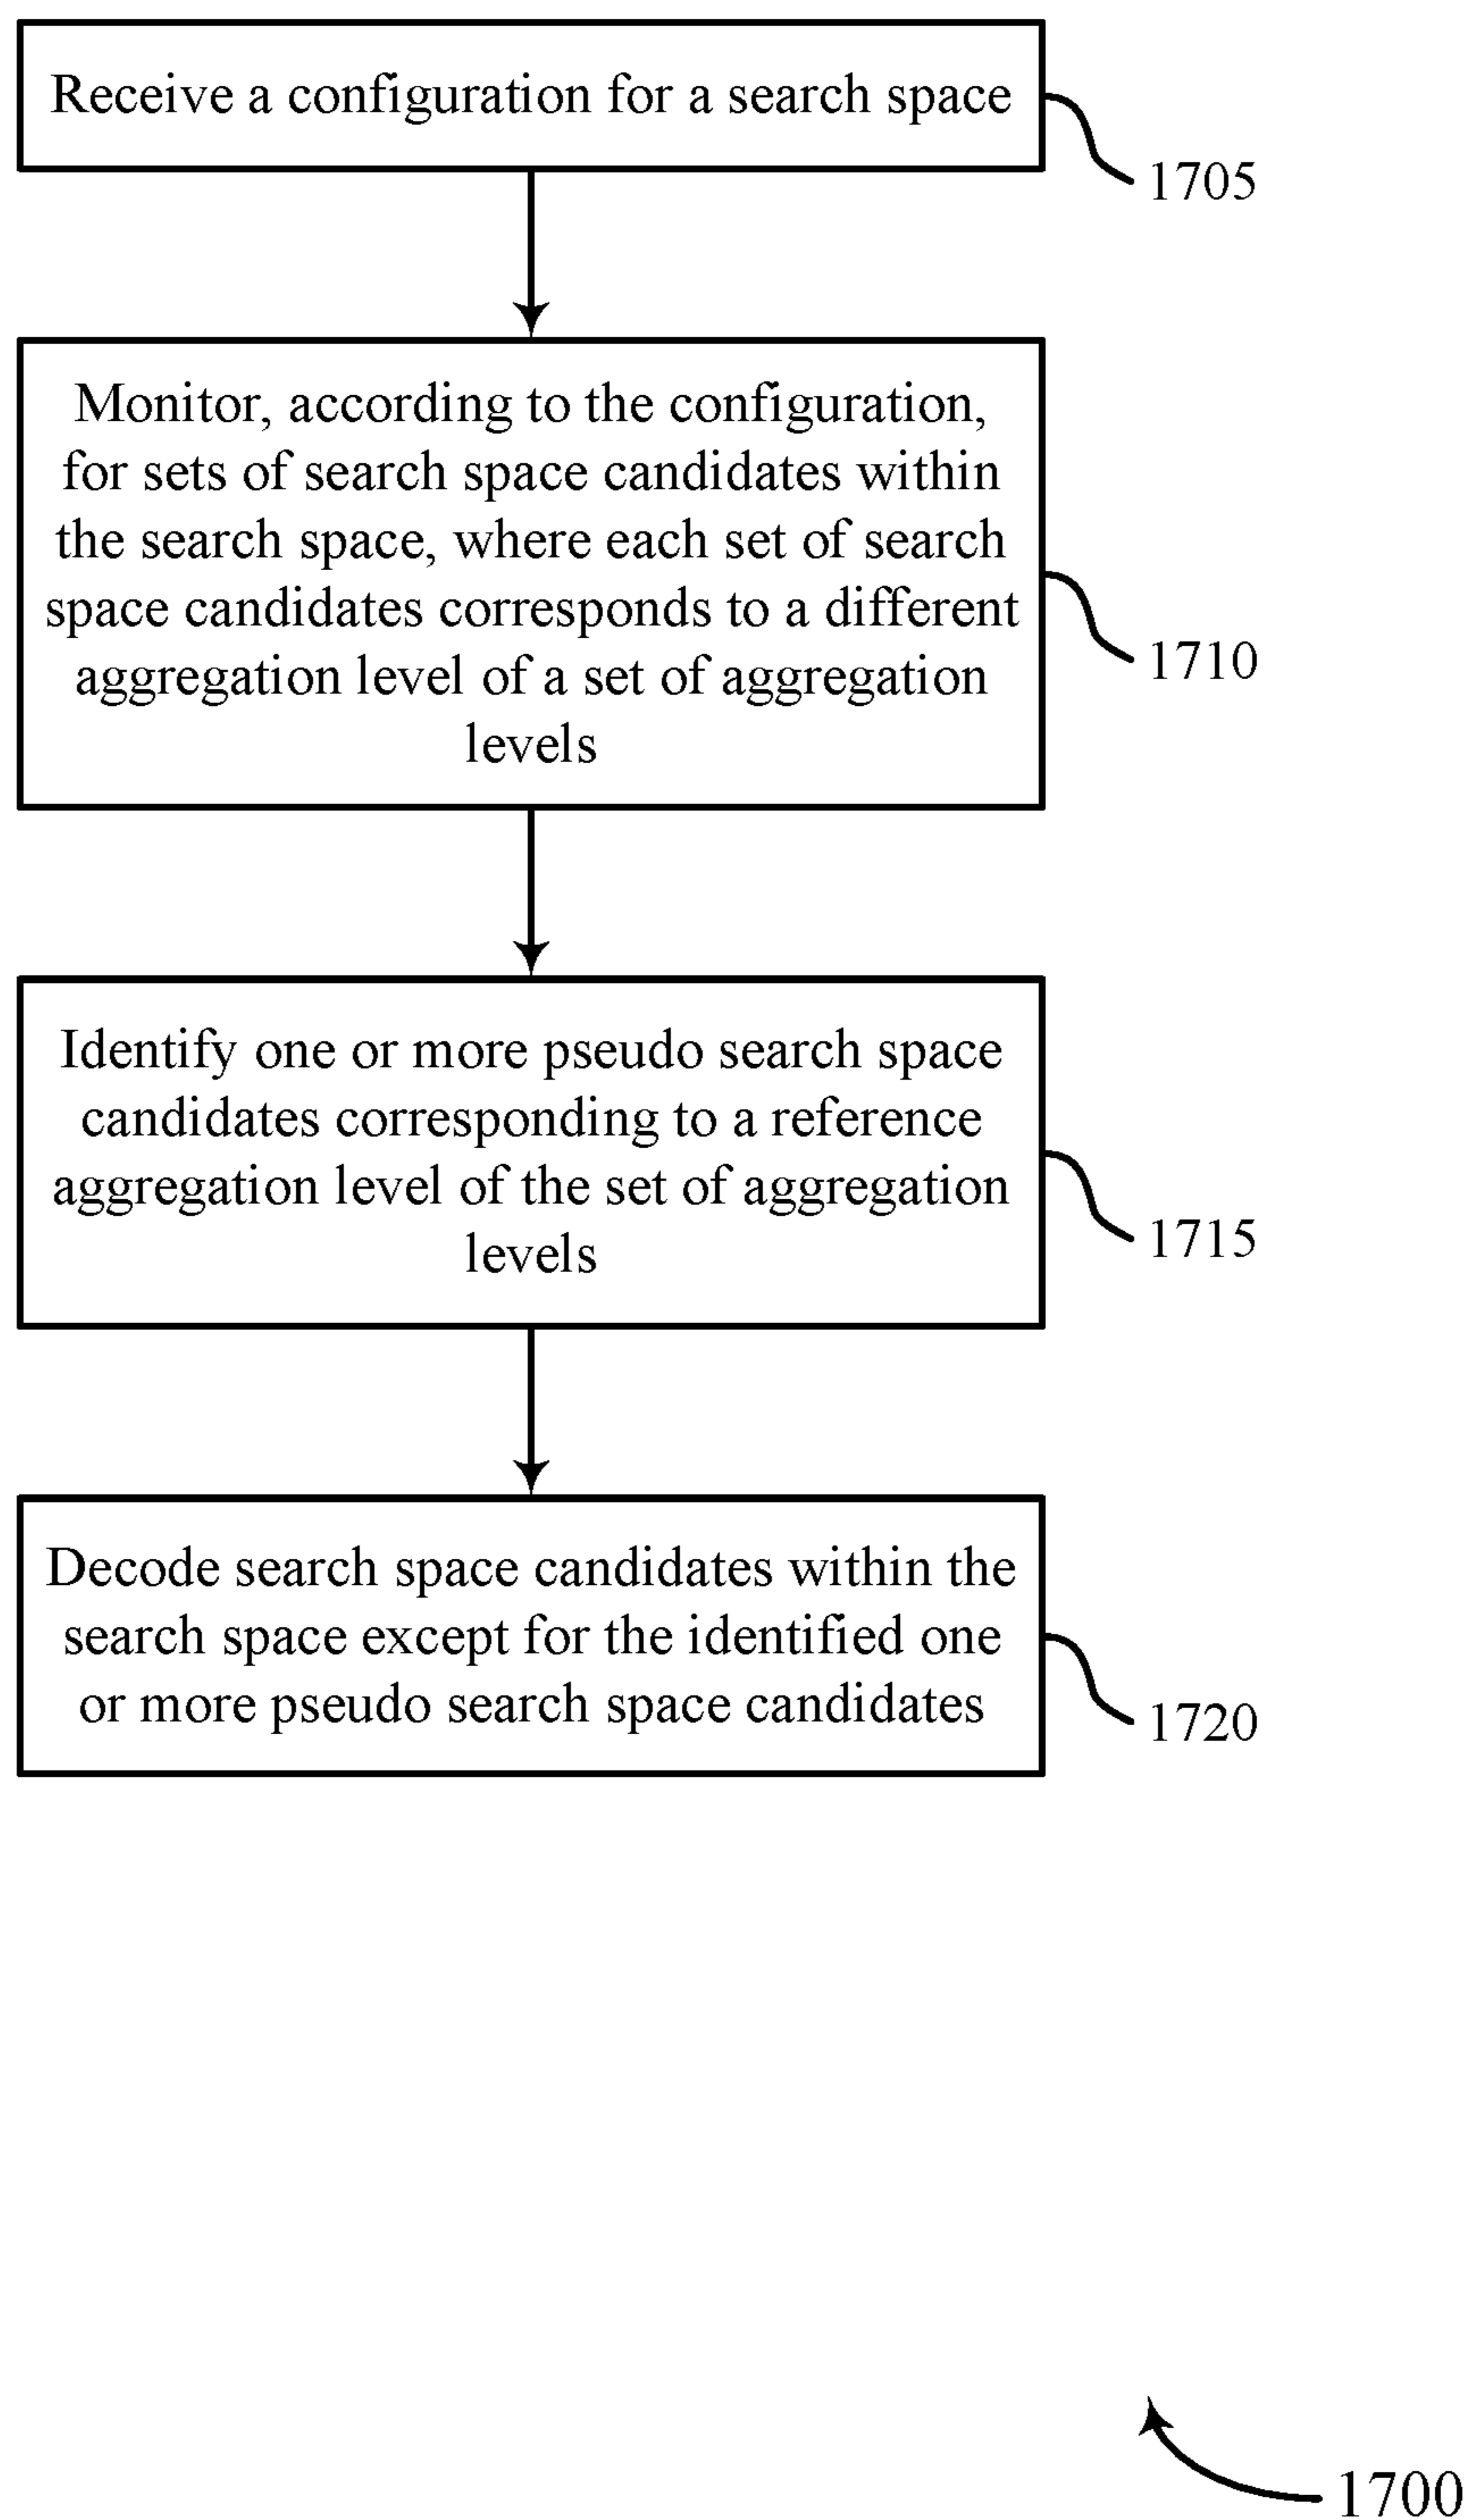 Receive a configuration for a search space
1705
Monitor, according to the configuration,
for sets of search space candidates within
the search space, where each set of search
space candidates corresponds to a different
aggregation level of a set of aggregation
levels
1710
Identify one or more pseudo search space
candidates corresponding to a reference
aggregation level of the set of aggregation
levels
1715
Decode search space candidates within the
search space except for the identified one
or more pseudo search space candidates
1720
1700